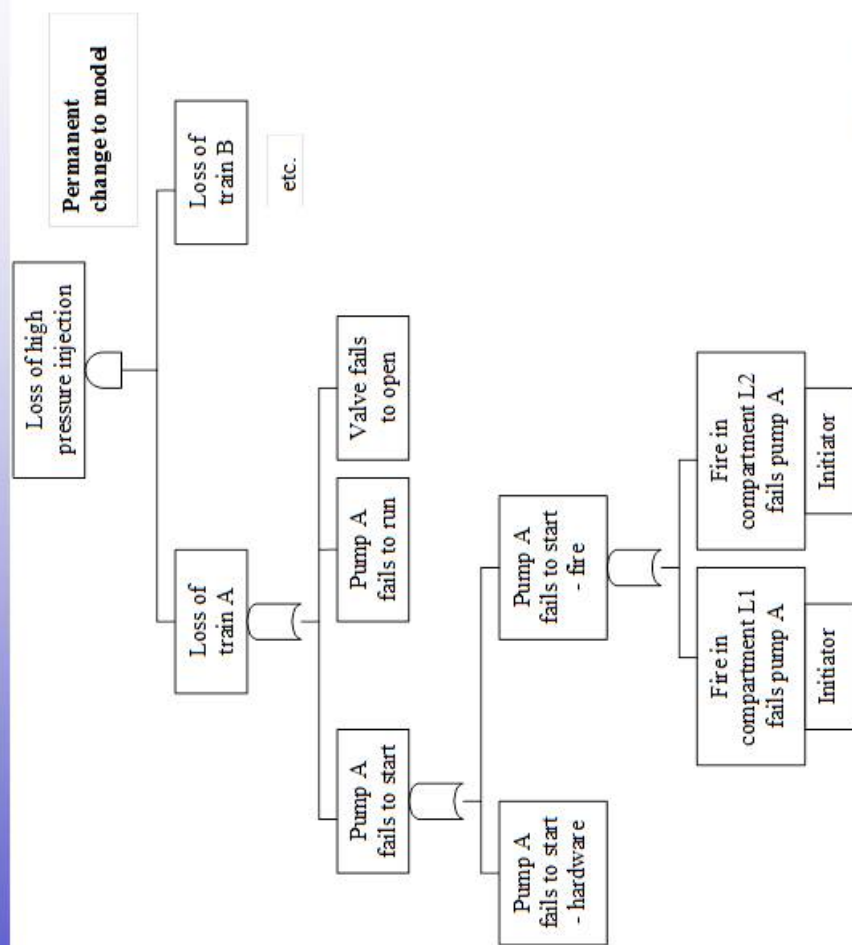 Loss of high
pressure injection
Permanent
change to model
Loss of
train A
Loss of
train B
etc.
Pump A
fails to start
Pump A
fails to run
Valve fails
to open
Pump A
fails to start
- hardware
Pump A
fails to start
- fire
Fire in
compartment L1
fails pump A
Fire in
compartment L2
fails pump A
Initiator
Initiator